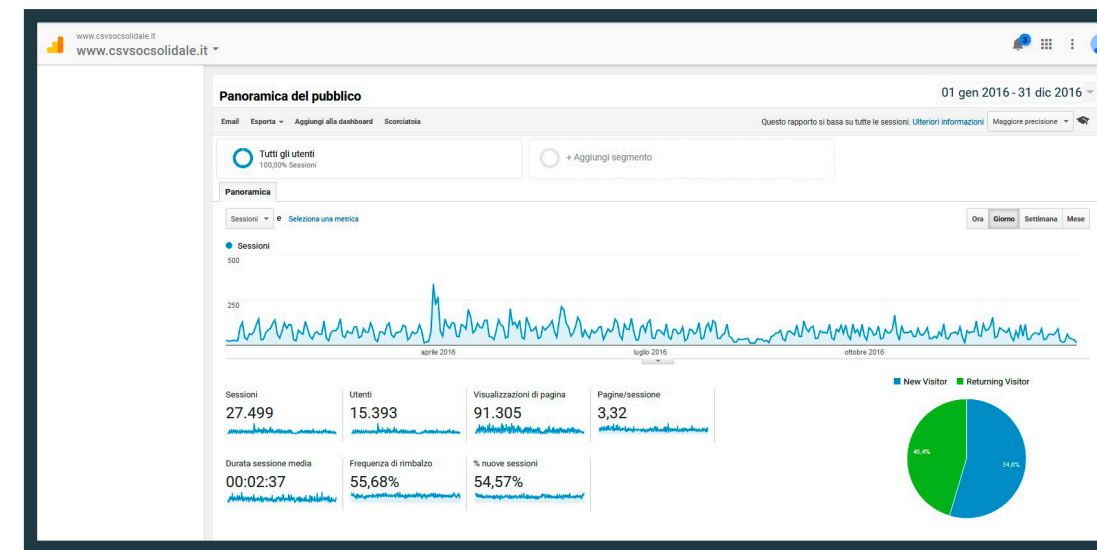 www.csvsocsolidale.it
www.csvsocsolidale.it
3
Panoramica del pubblico
01 gen 2016 - 31 dic 2016
Email Esporta Aggiungi alla dashboard Scorciatoia
Questo rapporto si basa su tutte le sessioni. Ulteriori informazioni Maggiore precisione
Tutti gli utenti
100,00% Sessioni
+ Aggiungi segmento
Panoramica
Sessioni e Seleziona una metrica
Ora Giorno Settimana Mese
Sessioni
500
250
aprile 2016 luglio 2016 ottobre 2016
New Visitor Returning Visitor
Sessioni Utenti Visualizzazioni di pagina Pagine/sessione
27.499 15.393 91.305 3,32
45,4%
54,6%
Durata sessione media Frequenza di rimbalzo % nuove sessioni
00:02:37 55,68% 54,57%